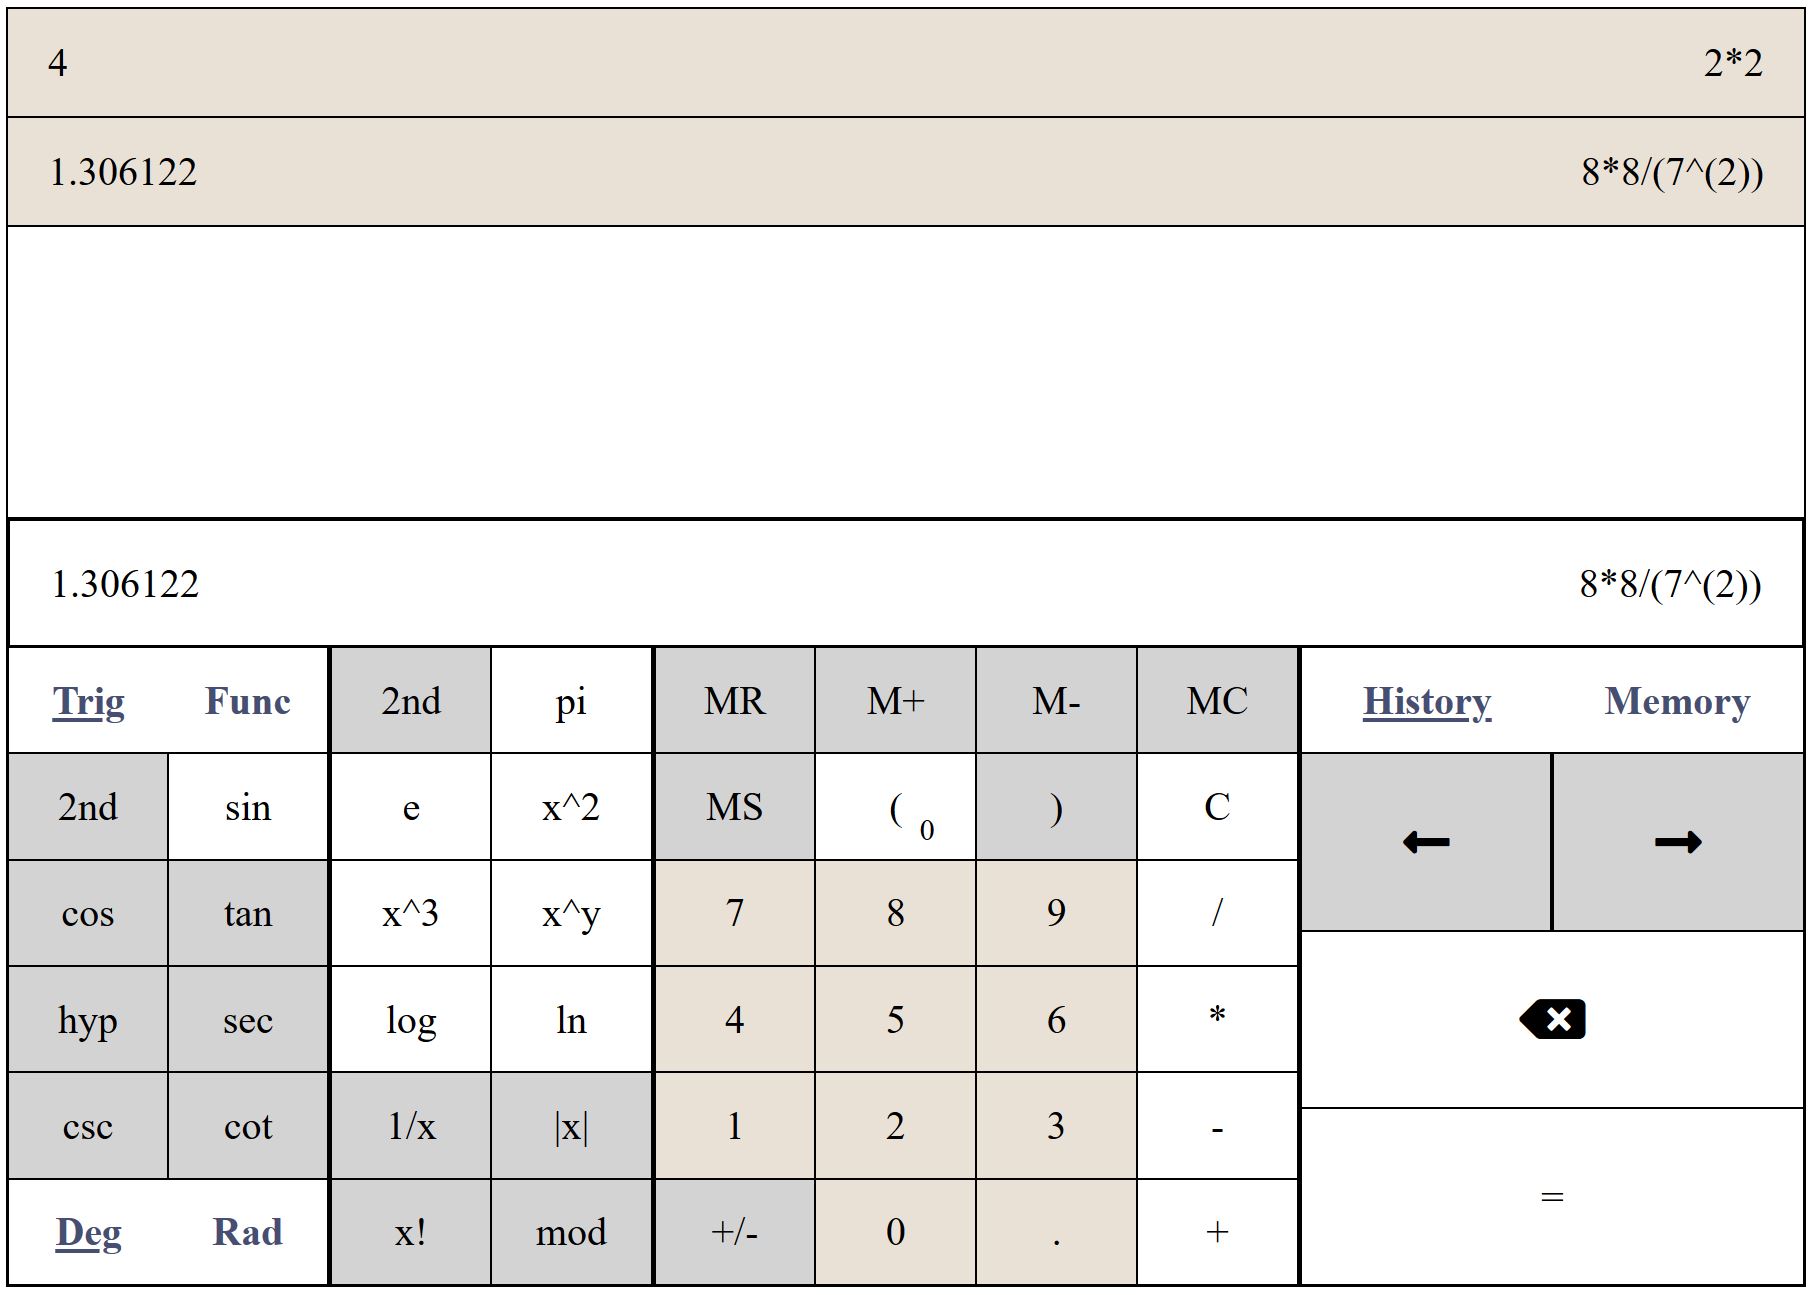 4 2*2
1.306122 8*8/(7^(2))
1.306122 8*8/(7^(2))
Trig Func 2nd pi MR M+ M- MC History Memory
2nd sin e x^2 MS ( 0 ) C
cos tan x^3 x^y 7 8 9 /
hyp sec log ln 4 5 6 *
csc cot 1/x |x| 1 2 3 -
=
Deg Rad x! mod +/- 0 . +